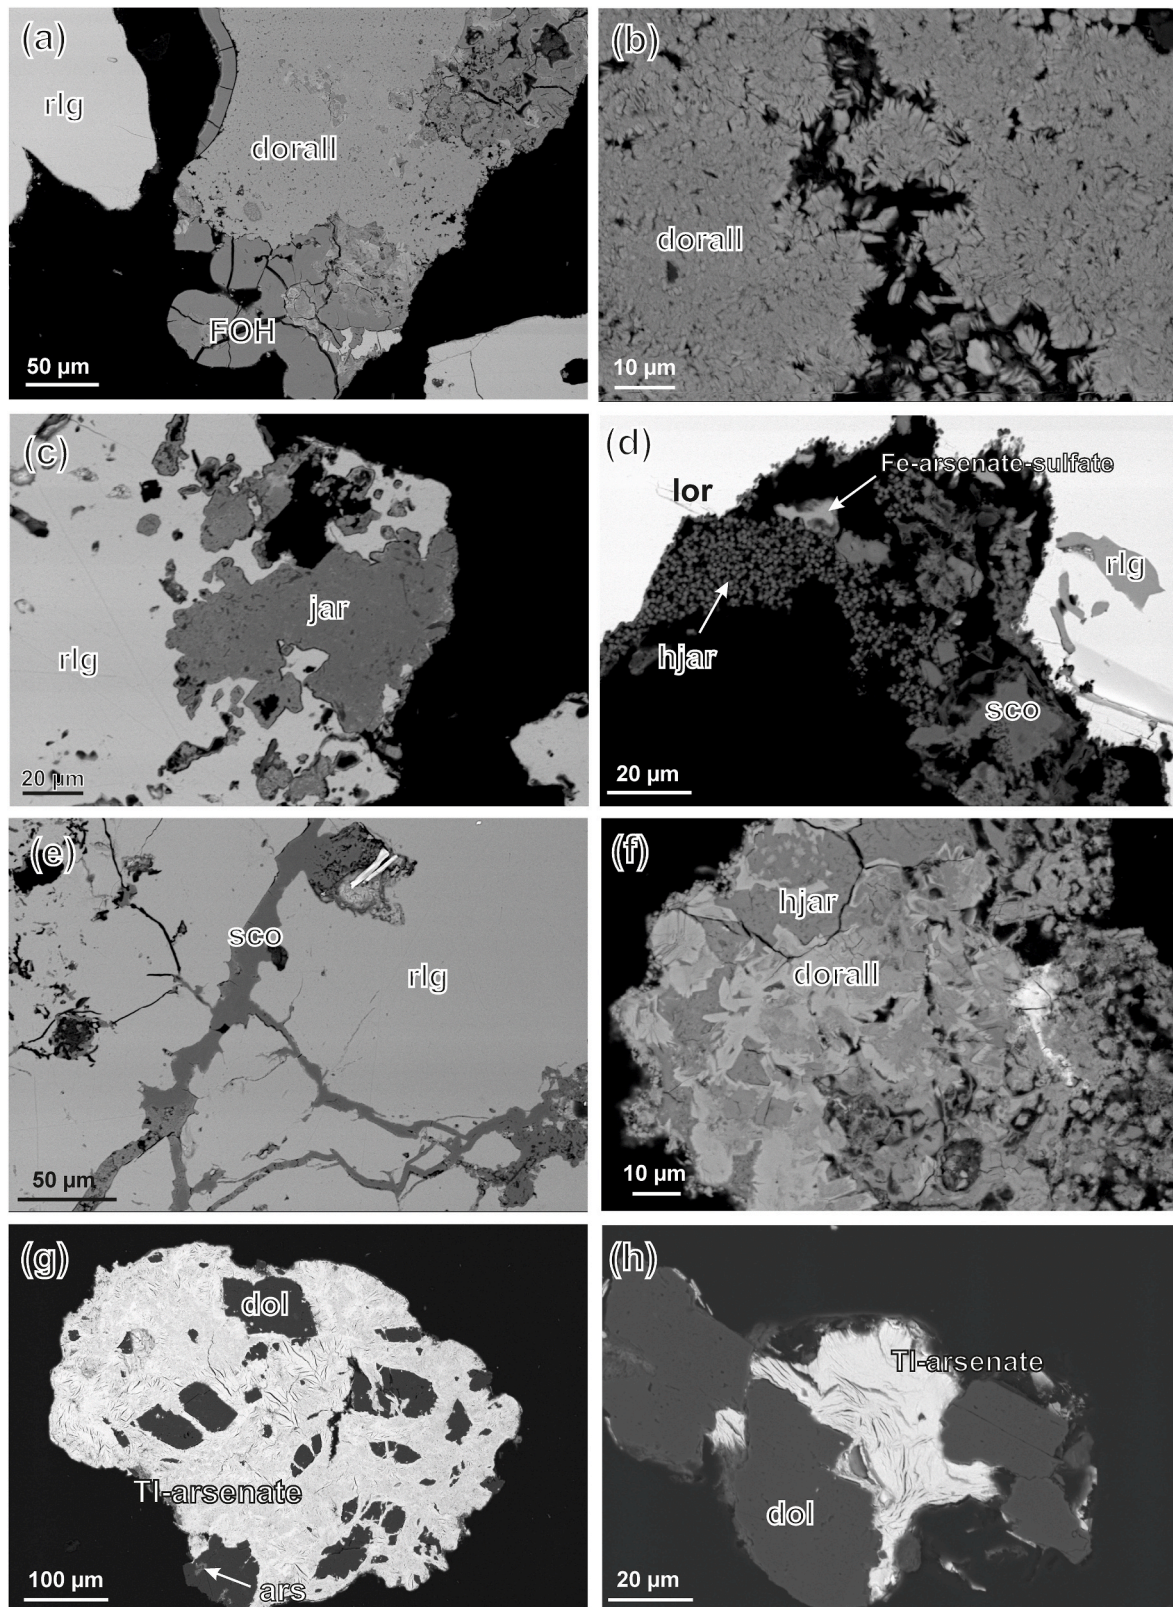 (a)
rlg
dorall
FOH
50 µm
(b)
dorall
10 µm
(c)
jar
rlg
20 µm
(d)
Fe-arsenate-sulfate
lor
rlg
hjar
sco
20 µm
(e)
sco
rlg
50 µm
(f)
hjar
dorall
10 µm
(g)
dol
Tl-arsenate
ars
100 µm
(h)
Tl-arsenate
dol
20 µm